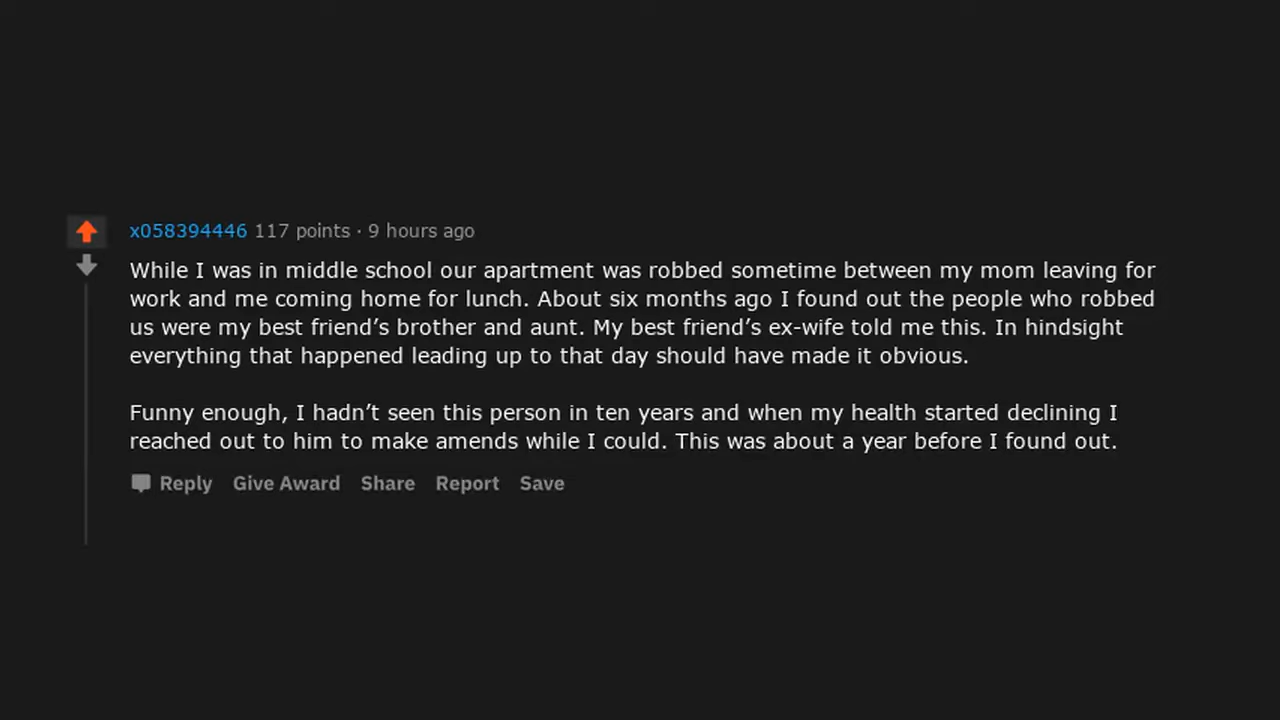 x058394446 117 points · 9 hours ago
While I was in middle school our apartment was robbed sometime between my mom leaving for
work and me coming home for lunch. About six months ago I found out the people who robbed
us were my best friend’s brother and aunt. My best friend’s ex-wife told me this. In hindsight
everything that happened leading up to that day should have made it obvious.
Funny enough, I hadn’t seen this person in ten years and when my health started declining I
reached out to him to make amends while I could. This was about a year before I found out.
Reply Give Award Share Report Save